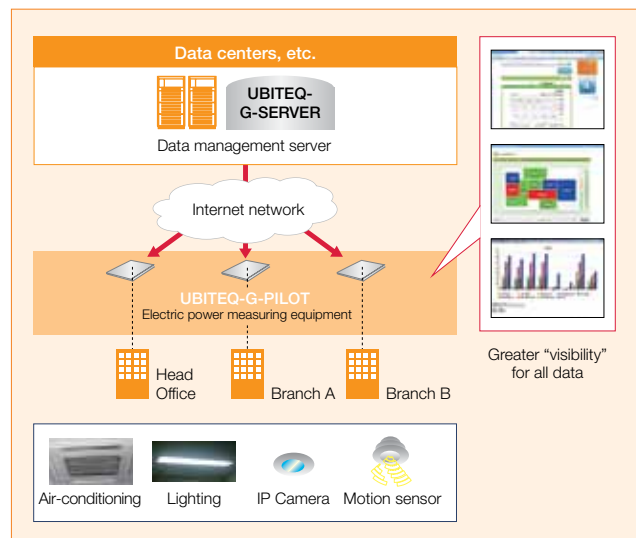 Data centers, etc.
UBITEQ-
G-SERVER
Data management server
Internet network
UBITEQ-G-PILOT
Electric power measuring equipment
Head
Office
Branch A
Branch B
Greater “visibility”
for all data
Air-conditioning
Lighting
IP Camera
Motion sensor